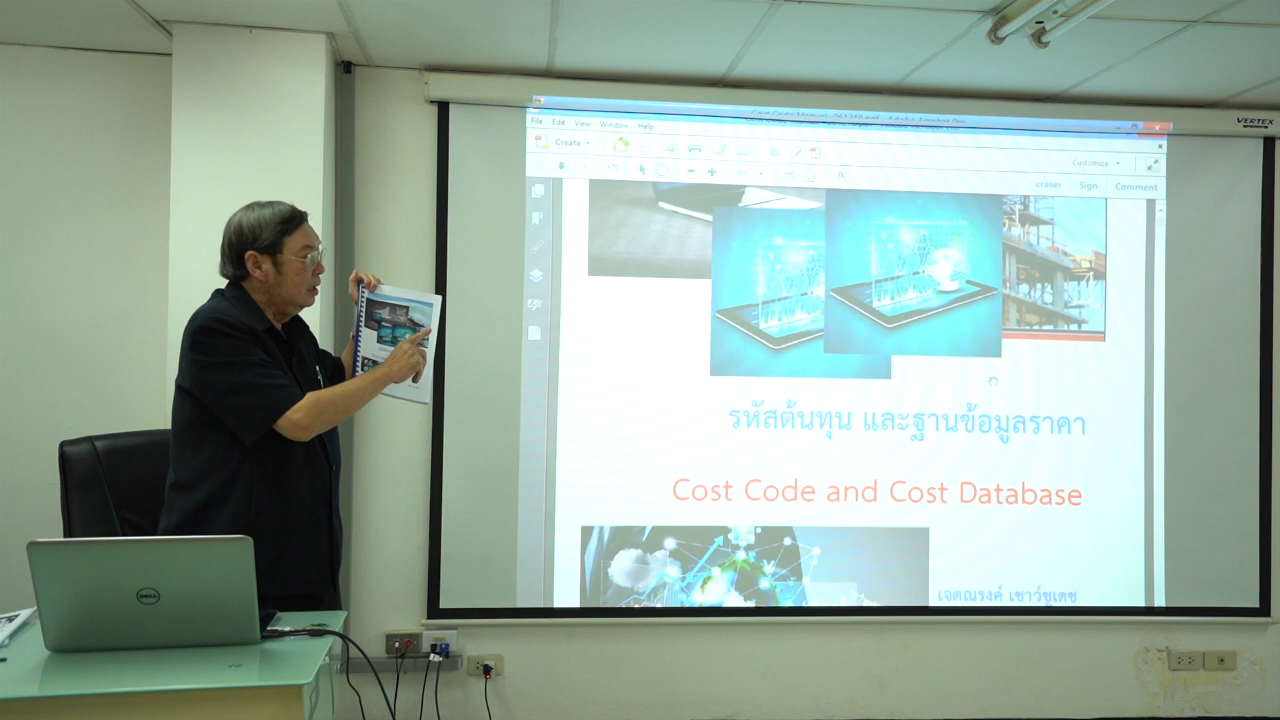 VERTEX
File Edit View Window Help
Create
Customize
eraser Sign Comment
รหัสต้นทุน และฐานข้อมูลราคา
Cost Code and Cost Database
เจตณรงค์ เชาว์ชูเดช
DELL